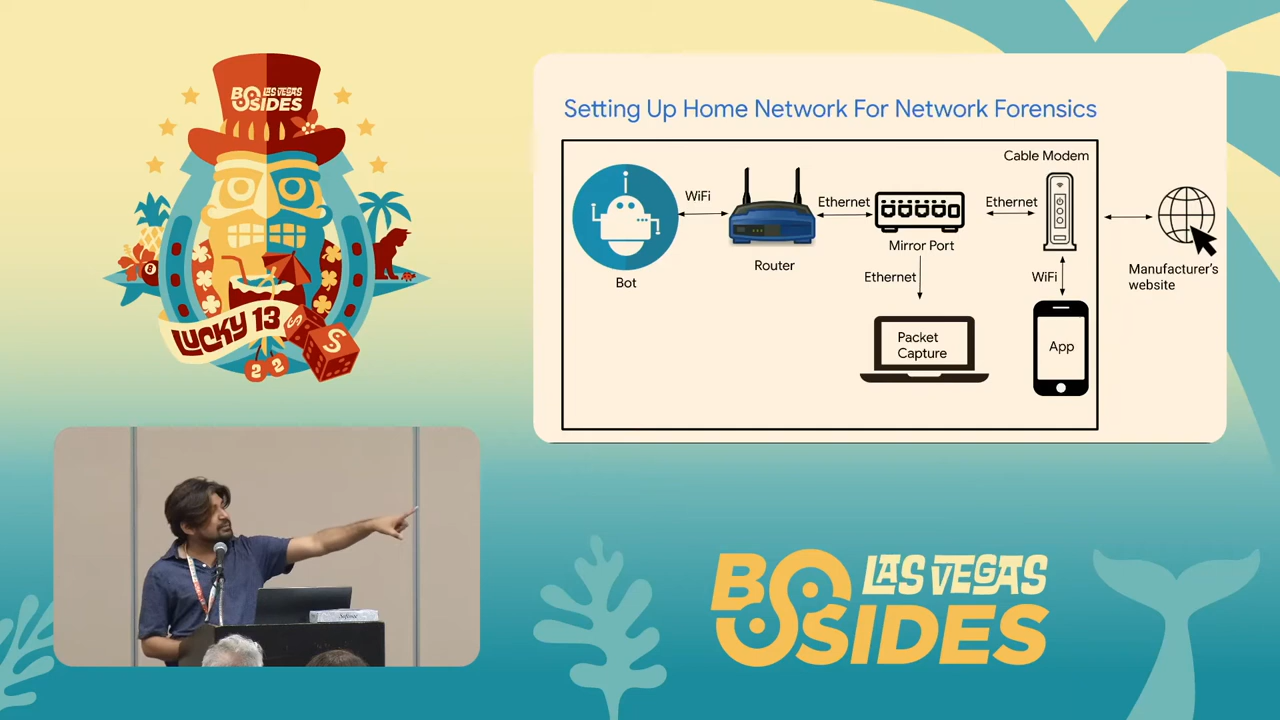 BSIDES LAS VEGAS
LUCKY 13
22
Setting Up Home Network For Network Forensics
Cable Modem
WiFi
Ethernet
Ethernet
Mirror Port
Router
Bot
Ethernet
WiFi
Manufacturer's
website
Packet
Capture
App
BSIDES LAS VEGAS